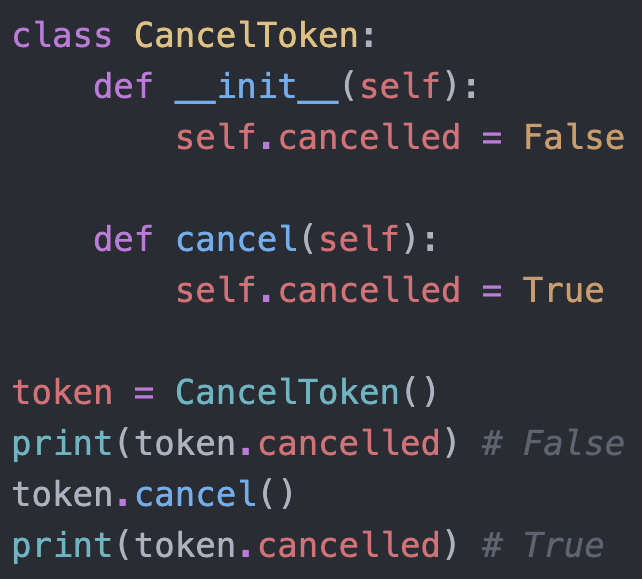 class CancelToken:
    def __init__(self):
        self.cancelled = False

    def cancel(self):
        self.cancelled = True

token = CancelToken()
print(token.cancelled) # False
token.cancel()
print(token.cancelled) # True